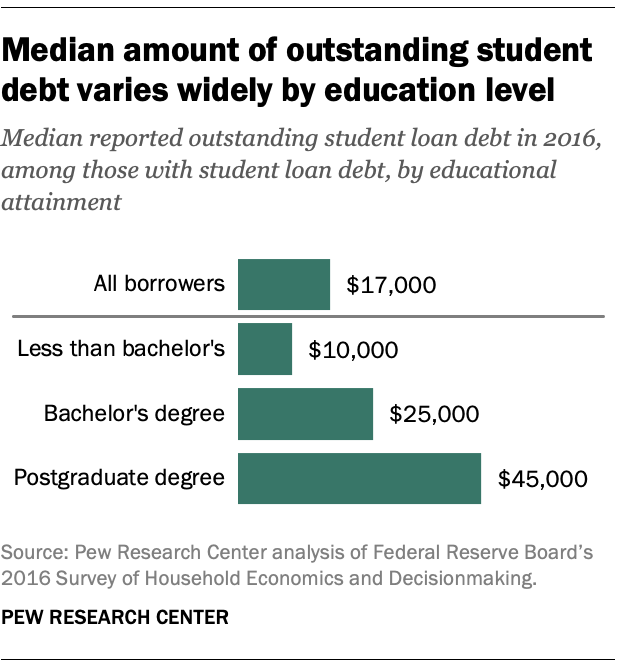 Median amount of outstanding student
debt varies widely by education level
Median reported outstanding student loan debt in 2016,
among those with student loan debt, by educational
attainment
All borrowers $17,000
Less than bachelor's $10,000
Bachelor's degree $25,000
Postgraduate degree $45,000
Source: Pew Research Center analysis of Federal Reserve Board’s
2016 Survey of Household Economics and Decisionmaking.
PEW RESEARCH CENTER